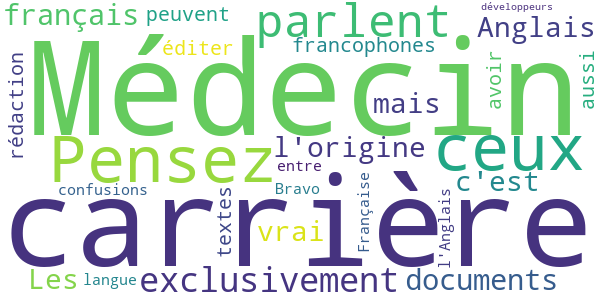 développeurs
français
peuvent
parlent
Anglais
éditer
francophones
Médecin
rédaction
avoir
aussi
mais
Pensez
l'origine
ceux
entre
c'est
confusions
Bravo
textes
Française
l'Anglais
carrière
vrai
Les
langue
exclusivement
documents